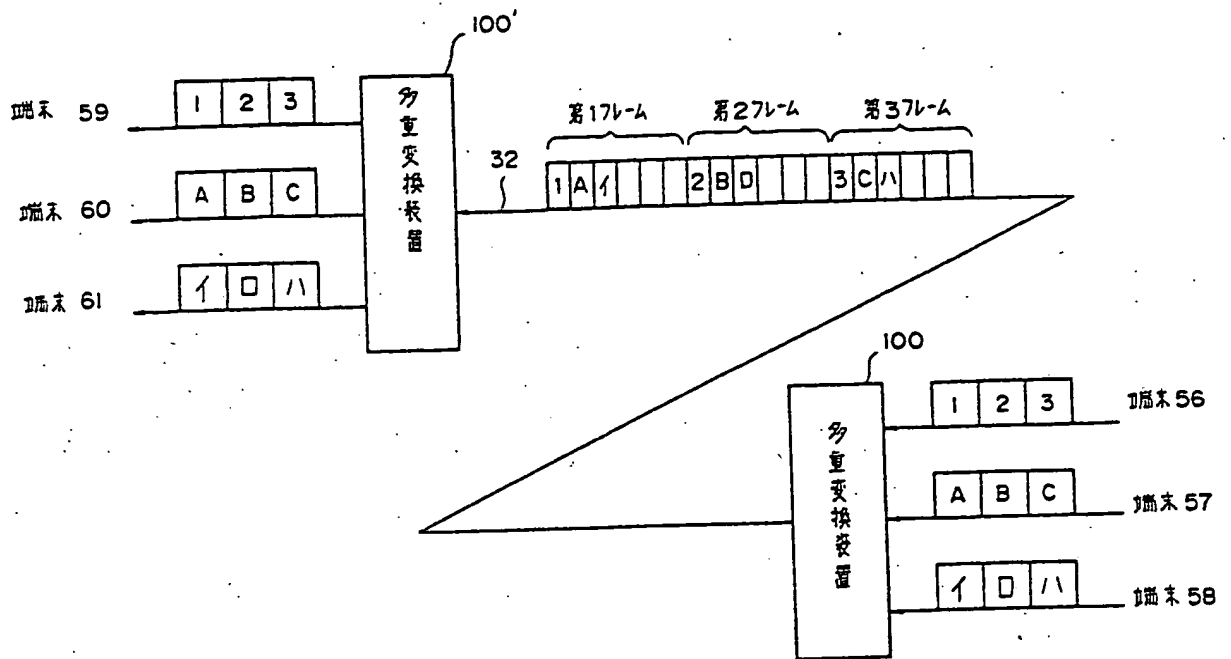 100'
端末 59
1 2 3
多重変換装置
第1フレーム 第2フレーム 第3フレーム
32
1 A イ 2 B ロ 3 C ハ
端末 60
A B C
端末 61
イ ロ ハ
100
多重変換装置
1 2 3
端末 56
A B C
端末 57
イ ロ ハ
端末 58